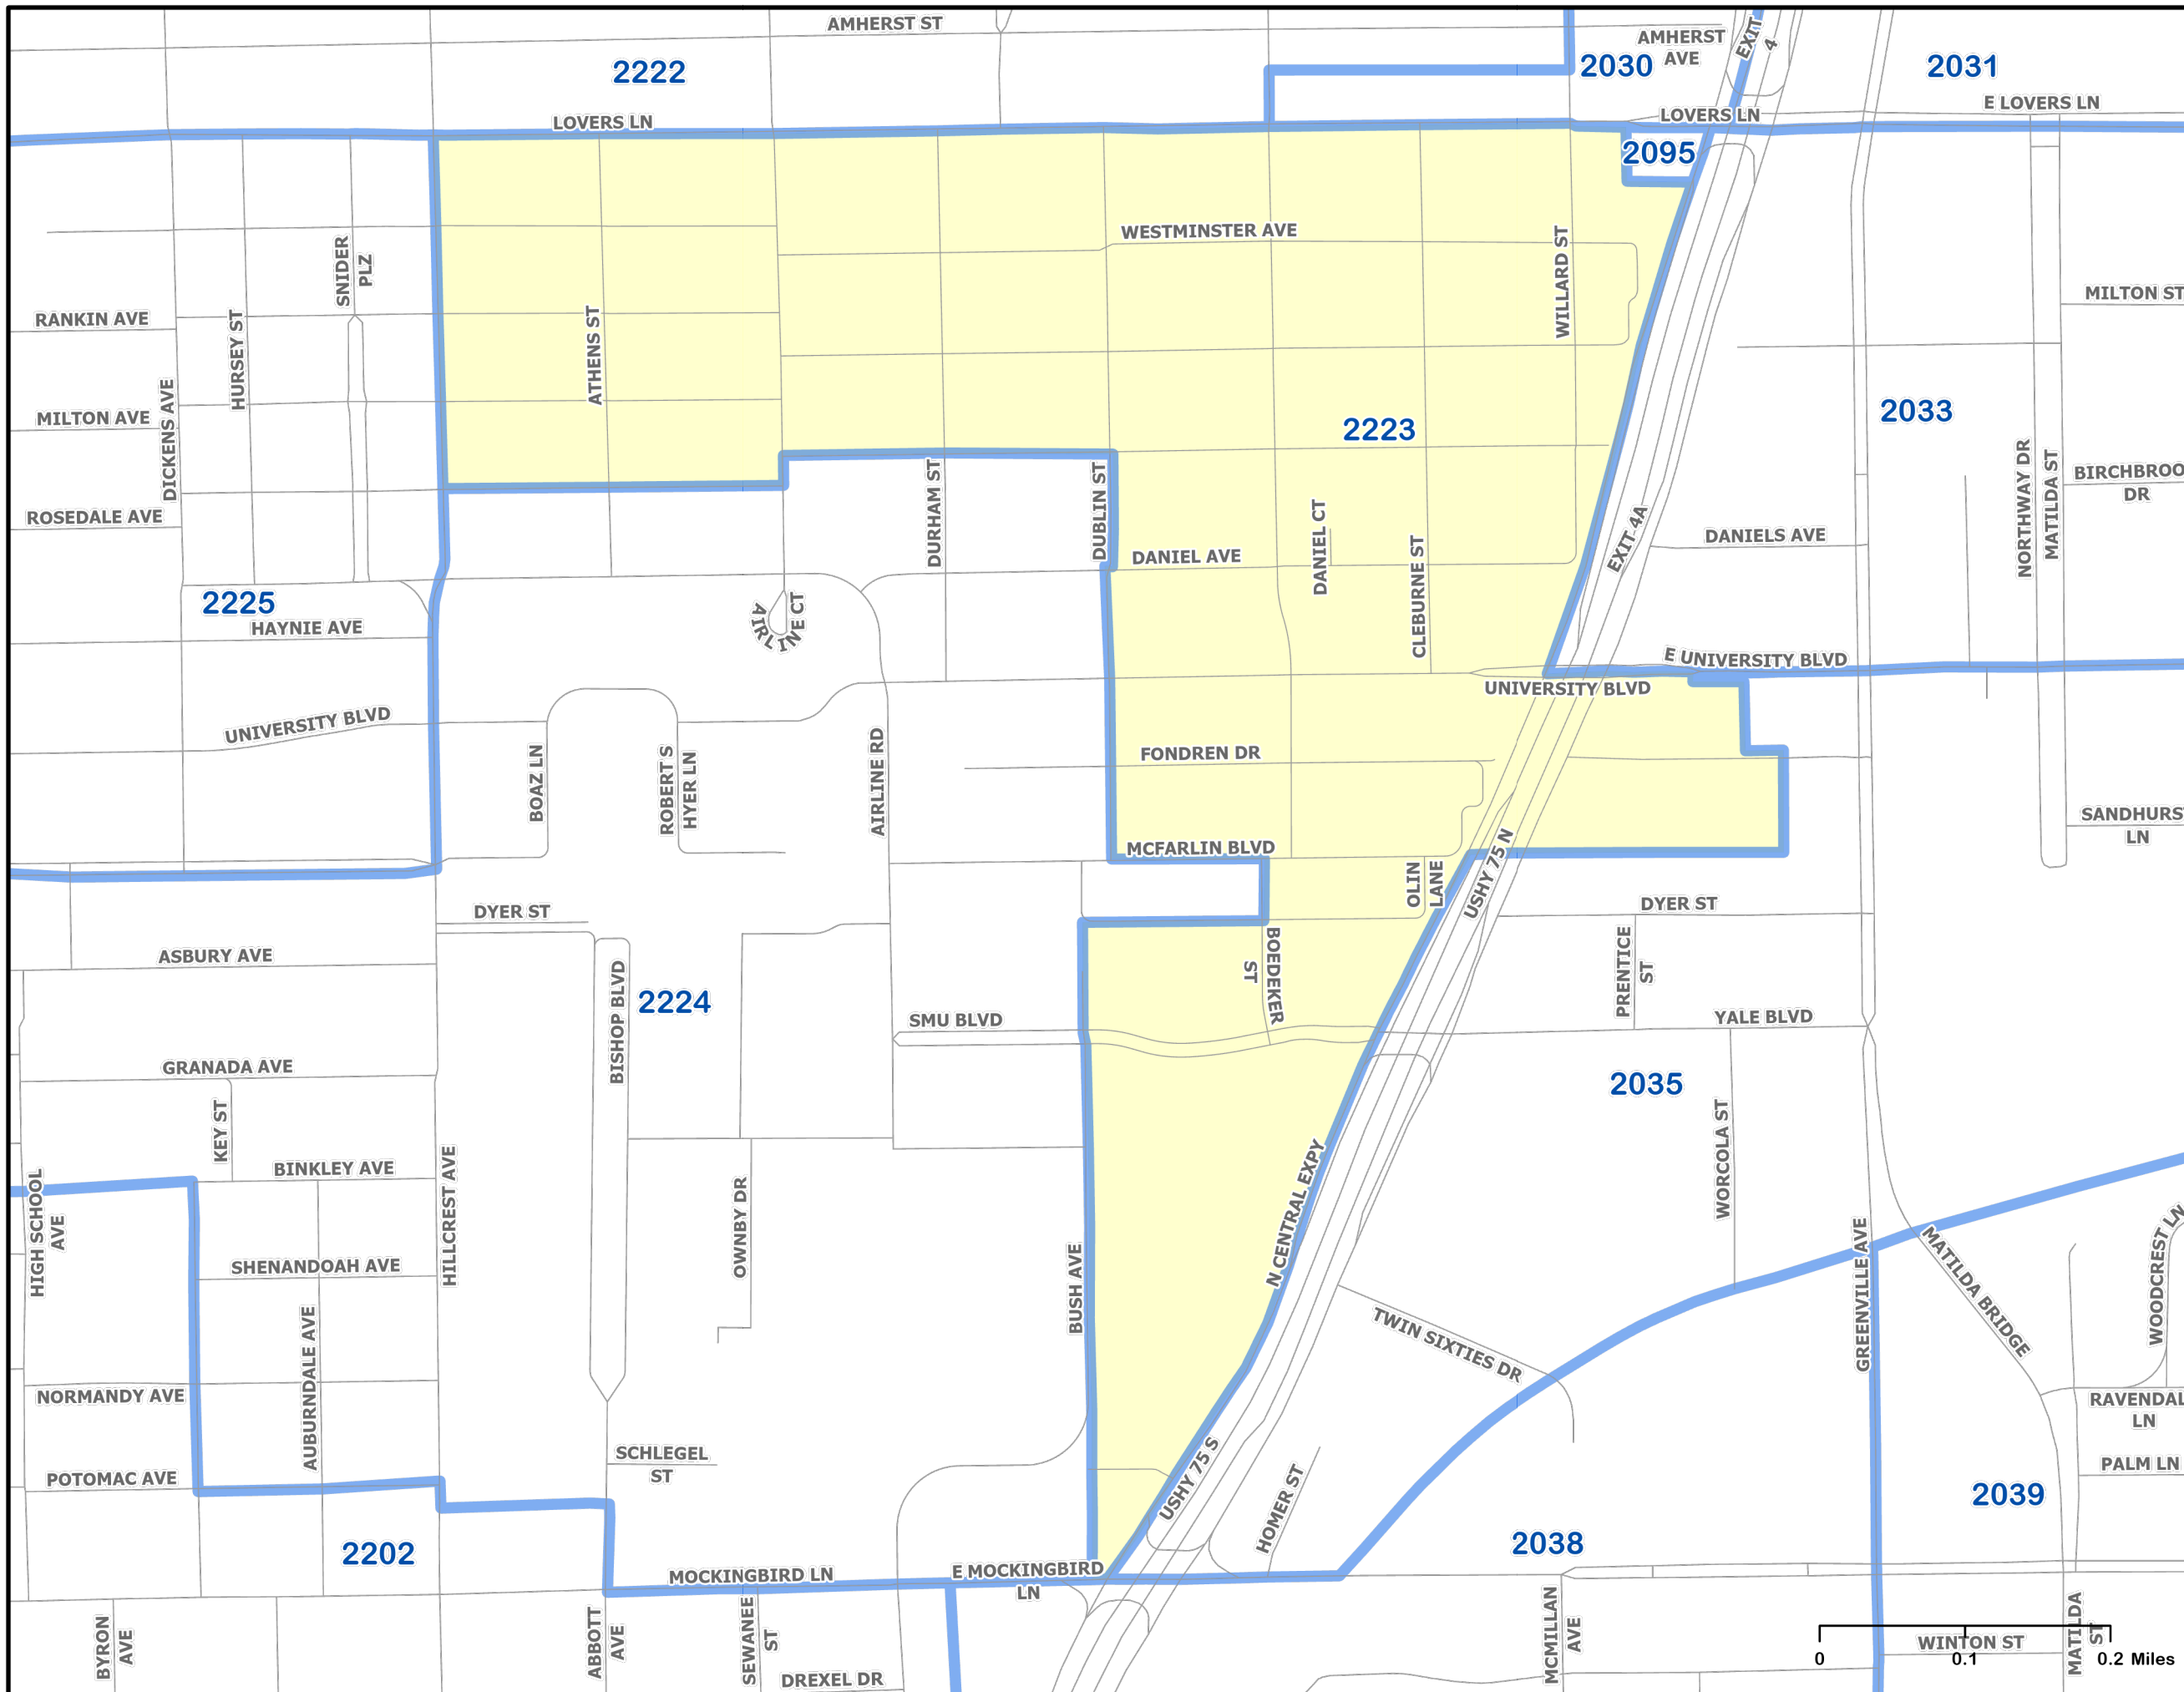 AMHERST ST
AMHERST
AVE
EXIT
4
2222
2030
2031
LOVERS LN
LOVERS LN
E LOVERS LN
2095
WESTMINSTER AVE
WILLARD ST
SNIDER
PLZ
RANKIN AVE
HURSEY ST
ATHENS ST
MILTON ST
MILTON AVE
DICKENS AVE
2223
2033
NORTHWAY DR
MATILDA ST
BIRCHBROO
DR
ROSEDALE AVE
DURHAM ST
DUBLIN ST
DANIEL AVE
DANIEL CT
CLEBURNE ST
EXIT 4A
DANIELS AVE
2225
HAYNIE AVE
AIRLINE CT
E UNIVERSITY BLVD
UNIVERSITY BLVD
UNIVERSITY BLVD
BOAZ LN
ROBERT S
HYER LN
AIRLINE RD
FONDREN DR
SANDHURS
LN
MCFARLIN BLVD
OLIN
LANE
USHY 75 N
DYER ST
DYER ST
ASBURY AVE
BISHOP BLVD
2224
BOEDEKER
ST
PRENTICE
ST
SMU BLVD
YALE BLVD
GRANADA AVE
KEY ST
2035
WORCOLA ST
BINKLEY AVE
HIGH SCHOOL
AVE
HILLCREST AVE
OWNBY DR
BUSH AVE
N CENTRAL EXPY
SHENANDOAH AVE
AUBURNDALE AVE
TWIN SIXTIES DR
GREENVILLE AVE
MATILDA BRIDGE
WOODCREST LN
NORMANDY AVE
RAVENDAL
LN
SCHLEGEL
ST
USHY 75 S
HOMER ST
POTOMAC AVE
PALM LN
2039
2202
2038
MOCKINGBIRD LN
E MOCKINGBIRD
LN
BYRON
AVE
ABBOTT
AVE
SEWANEE
ST
DREXEL DR
MCMILLAN
AVE
WINTON ST
MATILDA
ST
0
0.1
0.2 Miles